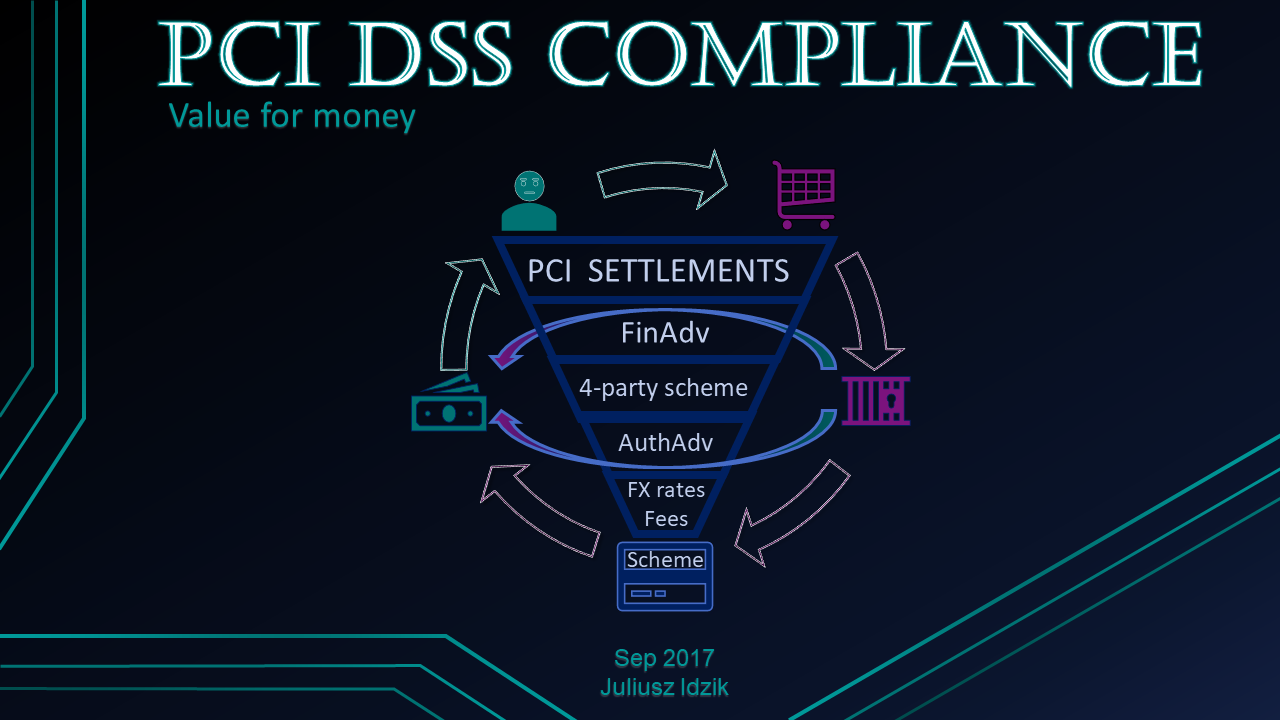 PCI DSS COMPLIANCE
Value for money
PCI SETTLEMENTS
FinAdv
4-party scheme
AuthAdv
FX rates
Fees
Scheme
Sep 2017
Juliusz Idzik